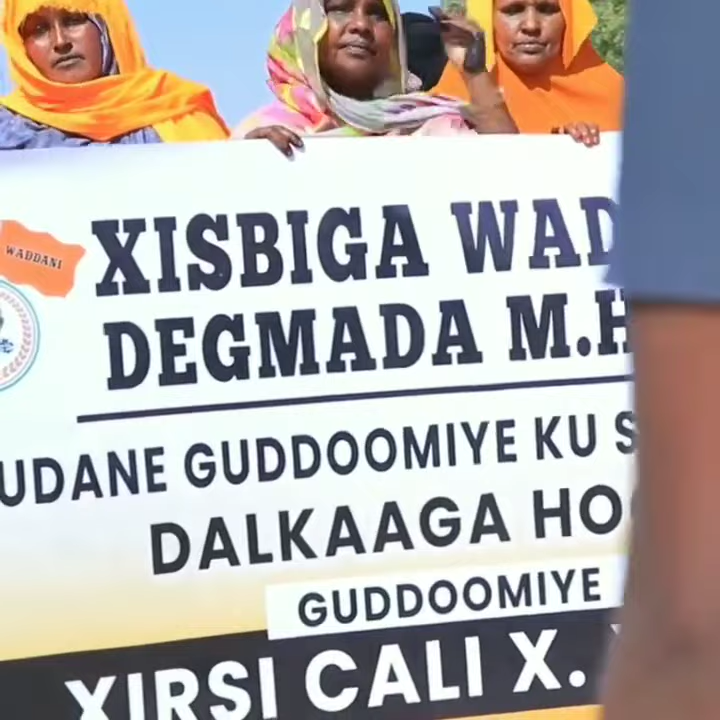 WADDANI
XISBIGA WAD
DEGMADA M.H
UDANE GUDDOOMIYE KU S
DALKAAGA HO
GUDDOOMIYE
XIRSI CALI X.